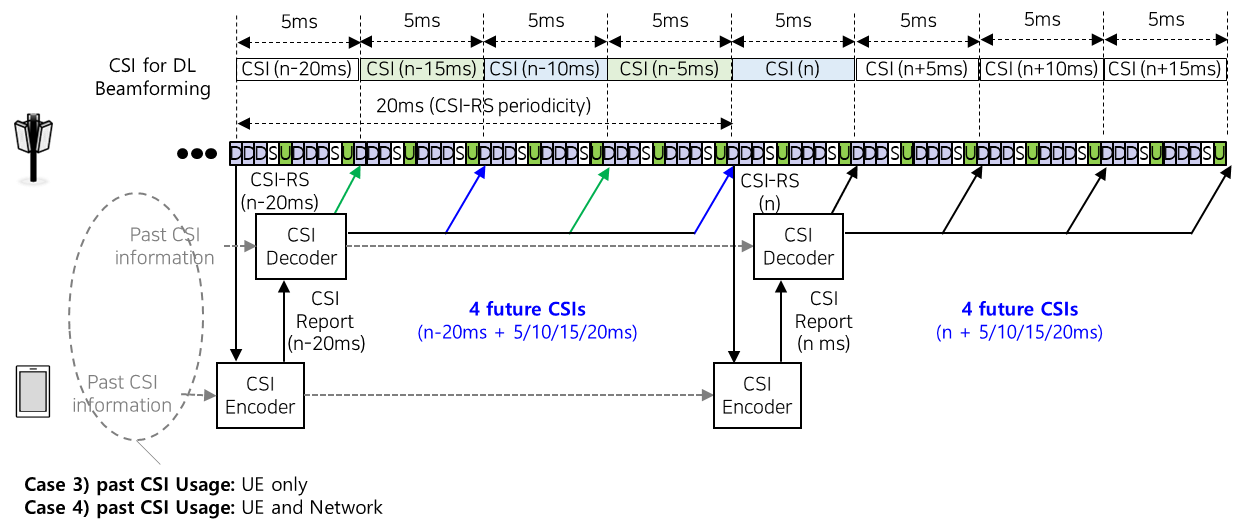 5ms 5ms 5ms 5ms 5ms 5ms 5ms 5ms
CSI for DL
Beamforming
CSI (n-20ms) CSI (n-15ms) CSI (n-10ms) CSI (n-5ms) CSI (n) CSI (n+5ms) CSI (n+10ms) CSI (n+15ms)
20ms (CSI-RS periodicity)
●●● D D D S U D D D S U D D D S U D D D S U D D D S U D D D S U D D D S U D D D S U D D D S U D D D S U D D D S U D D D S U D D D S U D D D S U D D D S U D D D S U
CSI-RS
(n-20ms)
CSI-RS
(n)
Past CSI
information
CSI
Decoder
CSI
Decoder
CSI
Report
(n-20ms)
4 future CSIs
(n-20ms + 5/10/15/20ms)
CSI
Report
(n ms)
4 future CSIs
(n + 5/10/15/20ms)
Past CSI
information
CSI
Encoder
CSI
Encoder
Case 3) past CSI Usage: UE only
Case 4) past CSI Usage: UE and Network